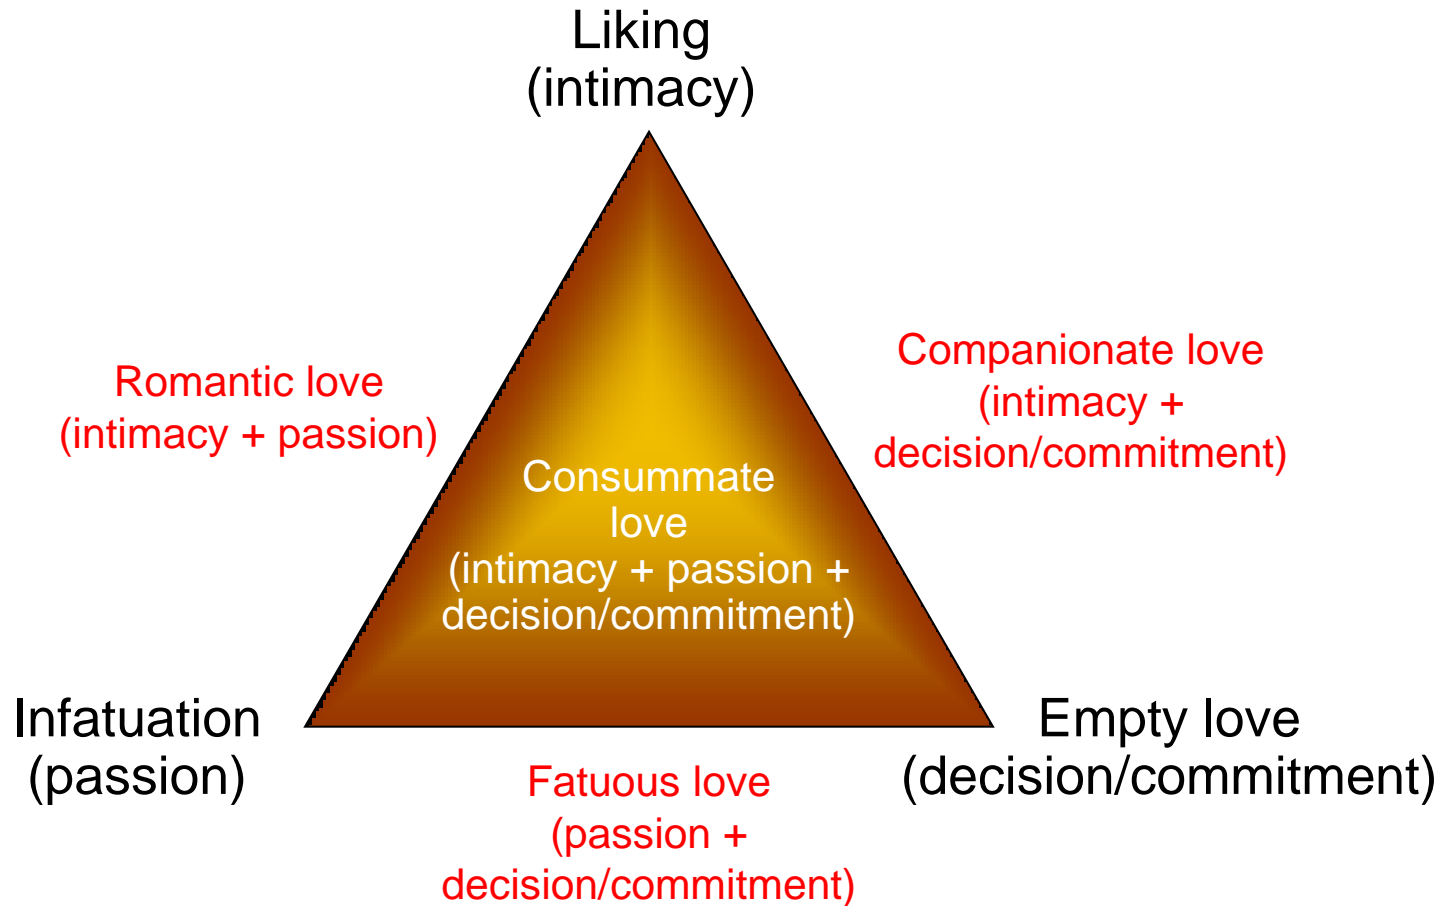 Liking
(intimacy)
Romantic love
(intimacy + passion)
Companionate love
(intimacy +
decision/commitment)
Consummate
love
(intimacy + passion +
decision/commitment)
Infatuation
(passion)
Empty love
(decision/commitment)
Fatuous love
(passion +
decision/commitment)